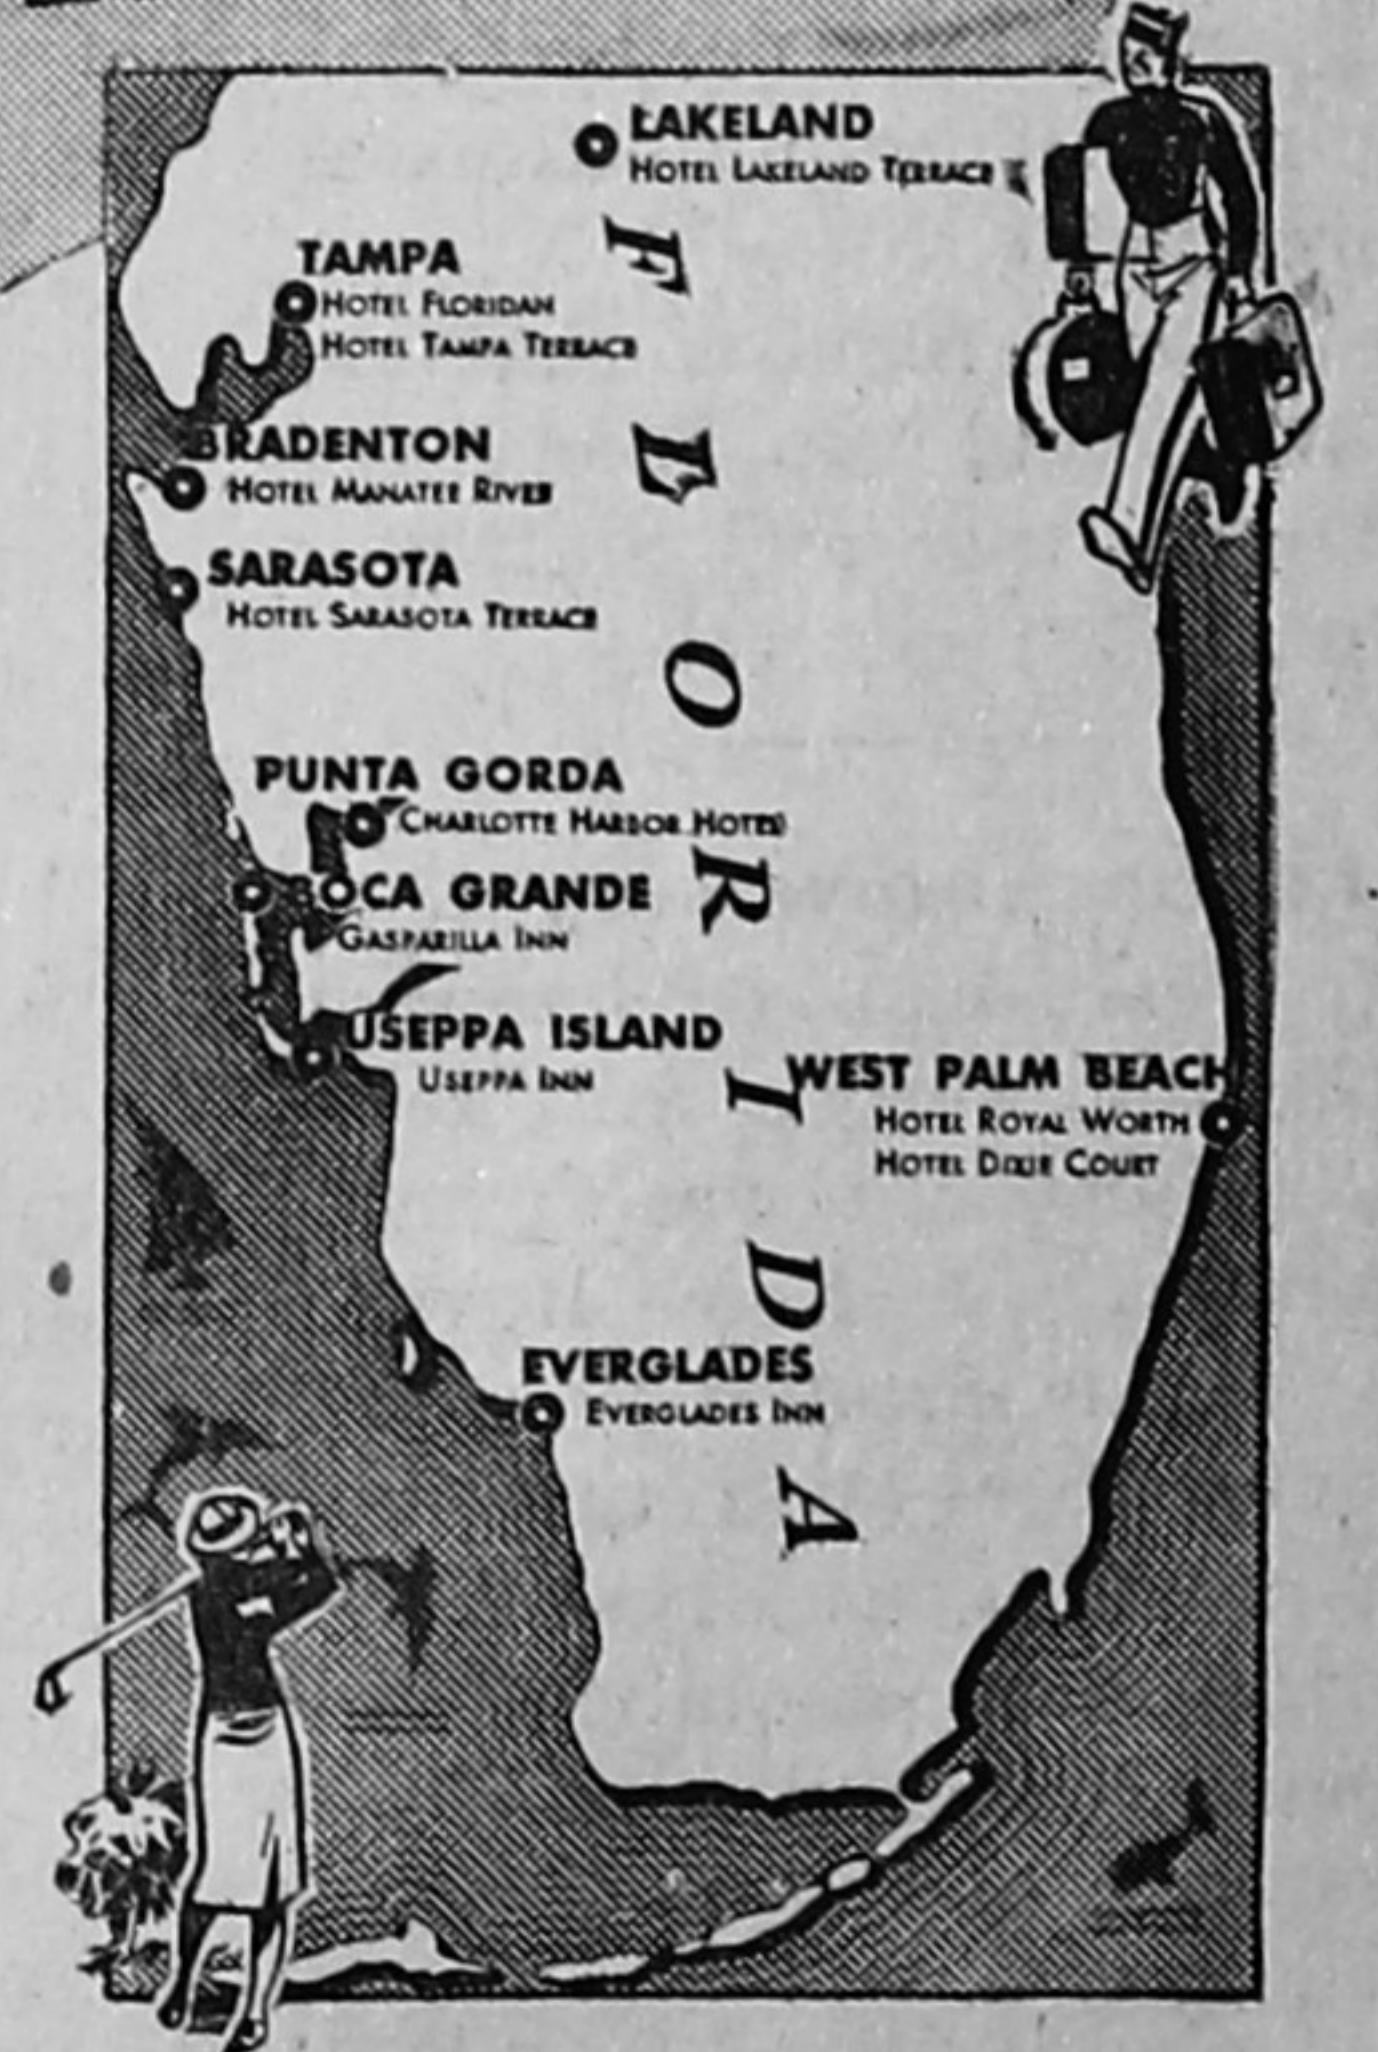 LAKELAND
HOTEL LAKELAND TERRACE
TAMPA
HOTEL FLORIDAN
HOTEL TAMPA TERRACE
BRADENTON
HOTEL MANATEE RIVER
SARASOTA
HOTEL SARASOTA TERRACE
PUNTA GORDA
CHARLOTTE HARBOR HOTEL
BOCA GRANDE
GASPARILLA INN
USEPPA ISLAND
USEPPA INN
WEST PALM BEACH
HOTEL ROYAL WORTH
HOTEL DIXIE COURT
EVERGLADES
EVERGLADES INN
FLORIDA